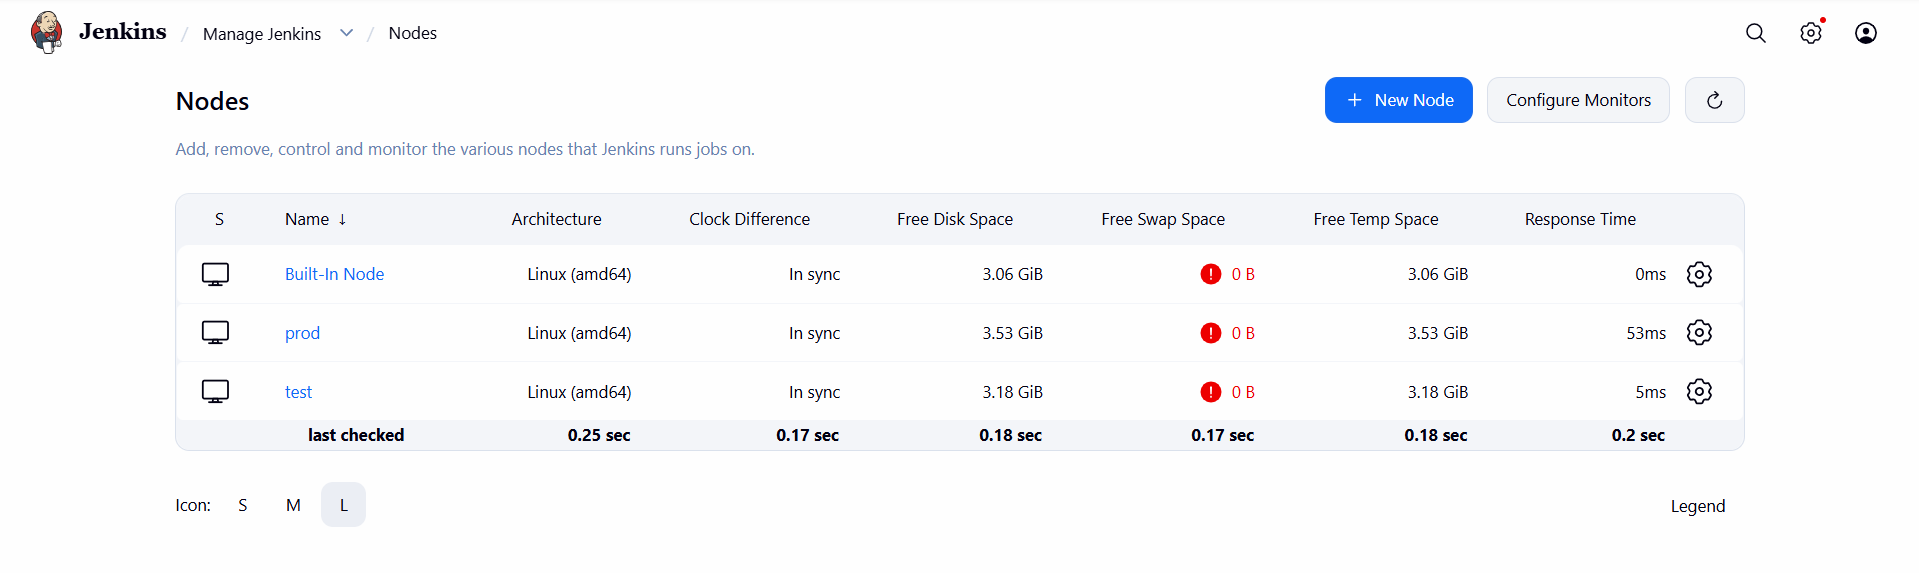 Jenkins / Manage Jenkins / Nodes
Nodes
+ New Node
Configure Monitors
Add, remove, control and monitor the various nodes that Jenkins runs jobs on.
S Name ↓ Architecture Clock Difference Free Disk Space Free Swap Space Free Temp Space Response Time
Built-In Node Linux (amd64) In sync 3.06 GiB ! 0 B 3.06 GiB 0ms
prod Linux (amd64) In sync 3.53 GiB ! 0 B 3.53 GiB 53ms
test Linux (amd64) In sync 3.18 GiB ! 0 B 3.18 GiB 5ms
last checked 0.25 sec 0.17 sec 0.18 sec 0.17 sec 0.18 sec 0.2 sec
Icon: S M L
Legend